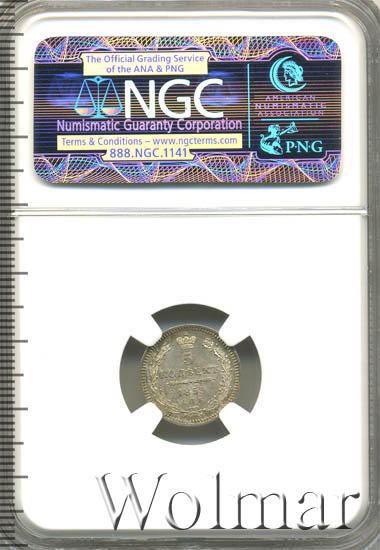 The Official Grading Service
of the ANA & PNG
NGC
Numismatic Guaranty Corporation
Terms & Conditions – www.ngcterms.com
888.NGC.1141
AMERICAN
NUMISMATIC
ASSOCIATION
PNG
5
КОПѢЕКЪ
Wolmar